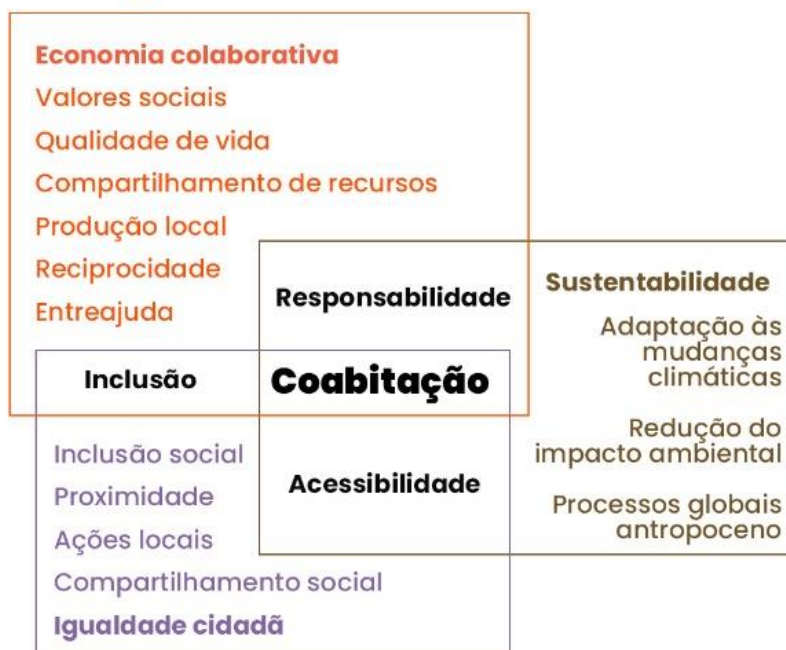 Economia colaborativa
Valores sociais
Qualidade de vida
Compartilhamento de recursos
Produção local
Reciprocidade
Entreajuda
Responsabilidade
Sustentabilidade
Adaptação às
mudanças
climáticas
Inclusão
Coabitação
Redução do
impacto ambiental
Processos globais
antropoceno
Acessibilidade
Inclusão social
Proximidade
Ações locais
Compartilhamento social
Igualdade cidadã